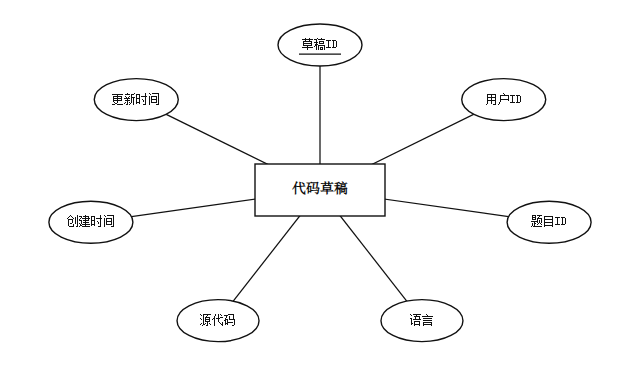 草稿ID
更新时间
用户ID
代码草稿
创建时间
题目ID
源代码
语言